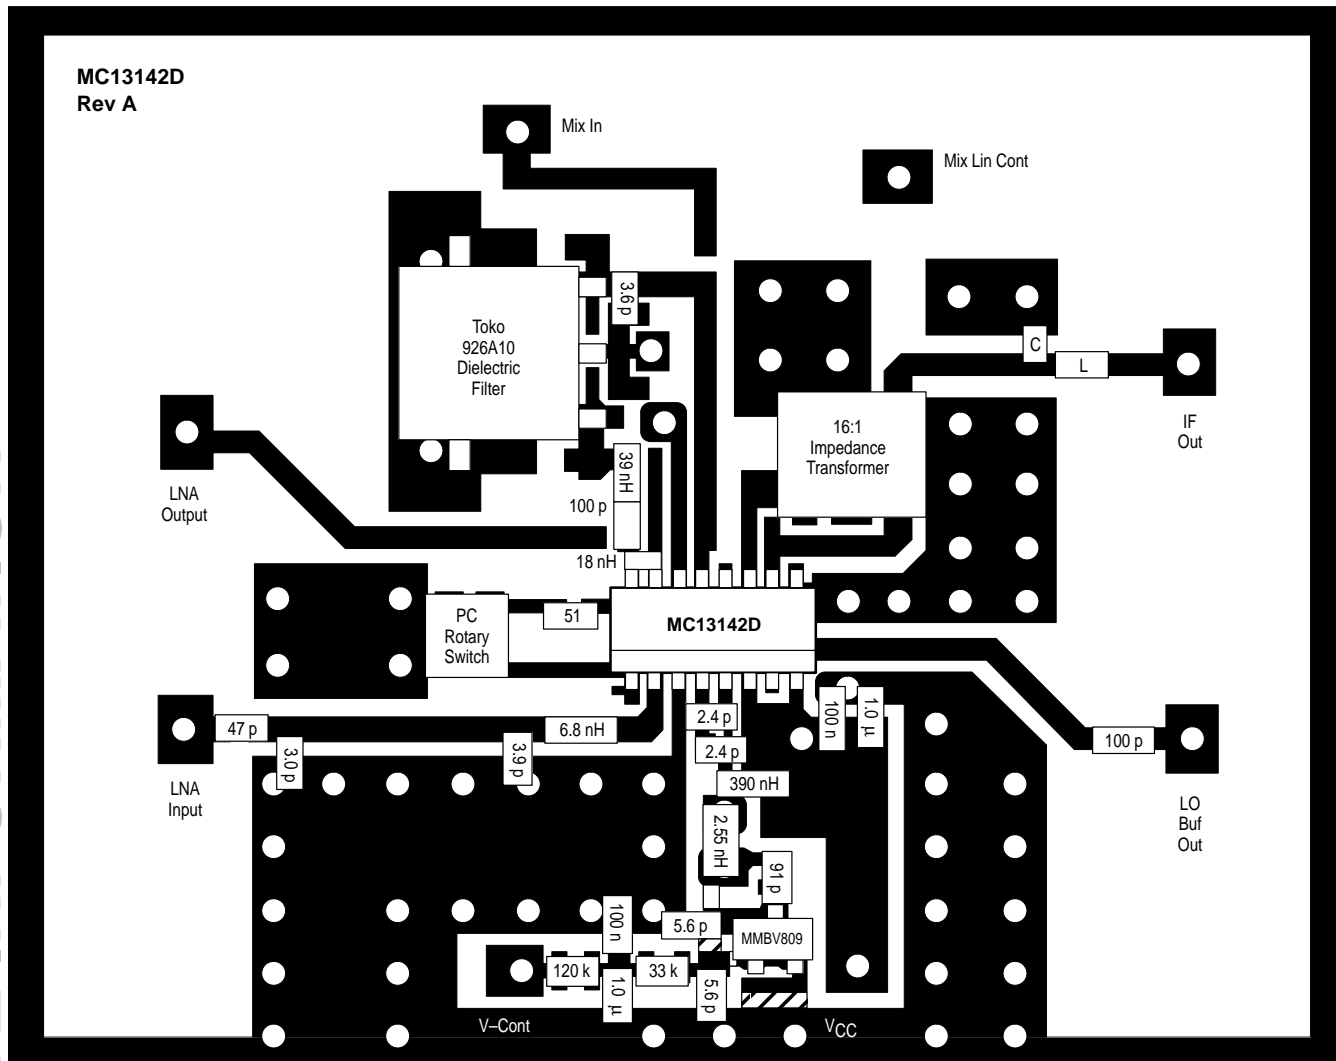 MC13142D
Rev A
Mix In
Mix Lin Cont
3.6 p
Toko
926A10
Dielectric
Filter
C
L
IF
Out
16:1
Impedance
Transformer
LNA
Output
39 nH
100 p
18 nH
PC
Rotary
Switch
51
MC13142D
47 p
3.0 p
3.9 p
6.8 nH
2.4 p
2.4 p
390 nH
100 n
1.0 µ
100 p
LNA
Input
LO
Buf
Out
2.55 nH
91 p
5.6 p
MMBV809
100 n
120 k
1.0 µ
33 k
5.6 p
V–Cont
VCC